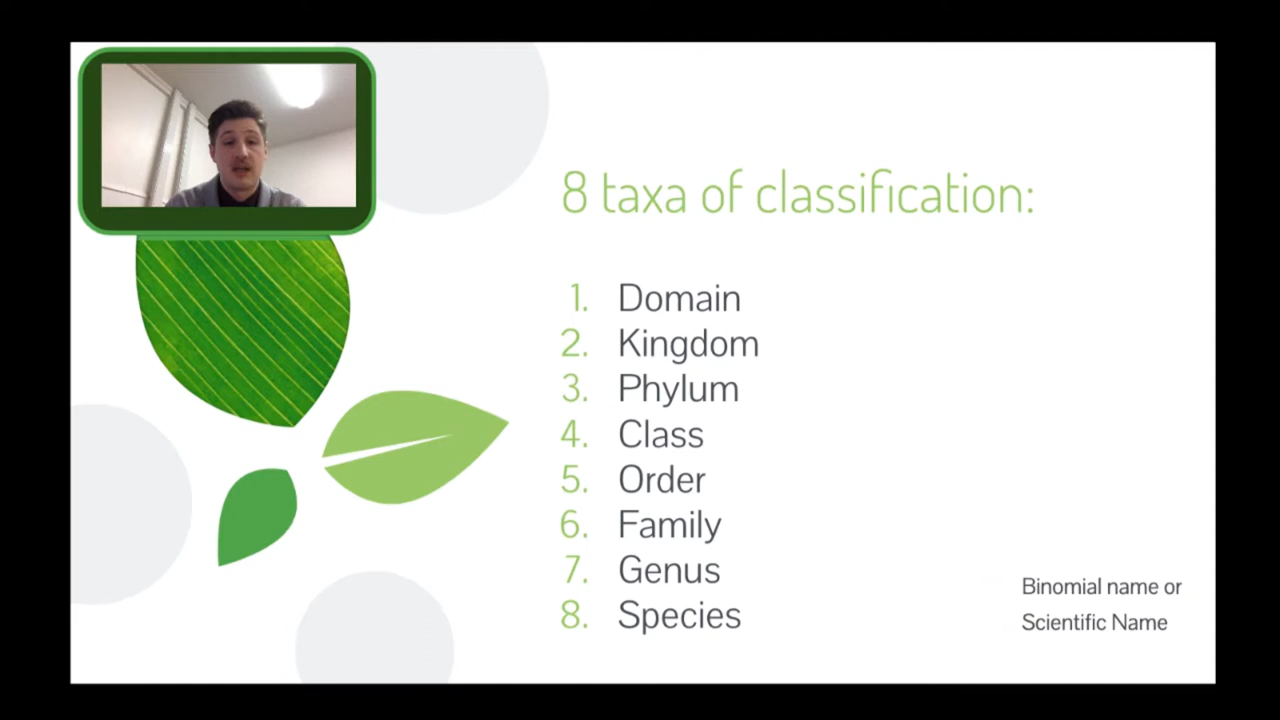 8 taxa of classification:
1. Domain
2. Kingdom
3. Phylum
4. Class
5. Order
6. Family
7. Genus
8. Species
Binomial name or
Scientific Name